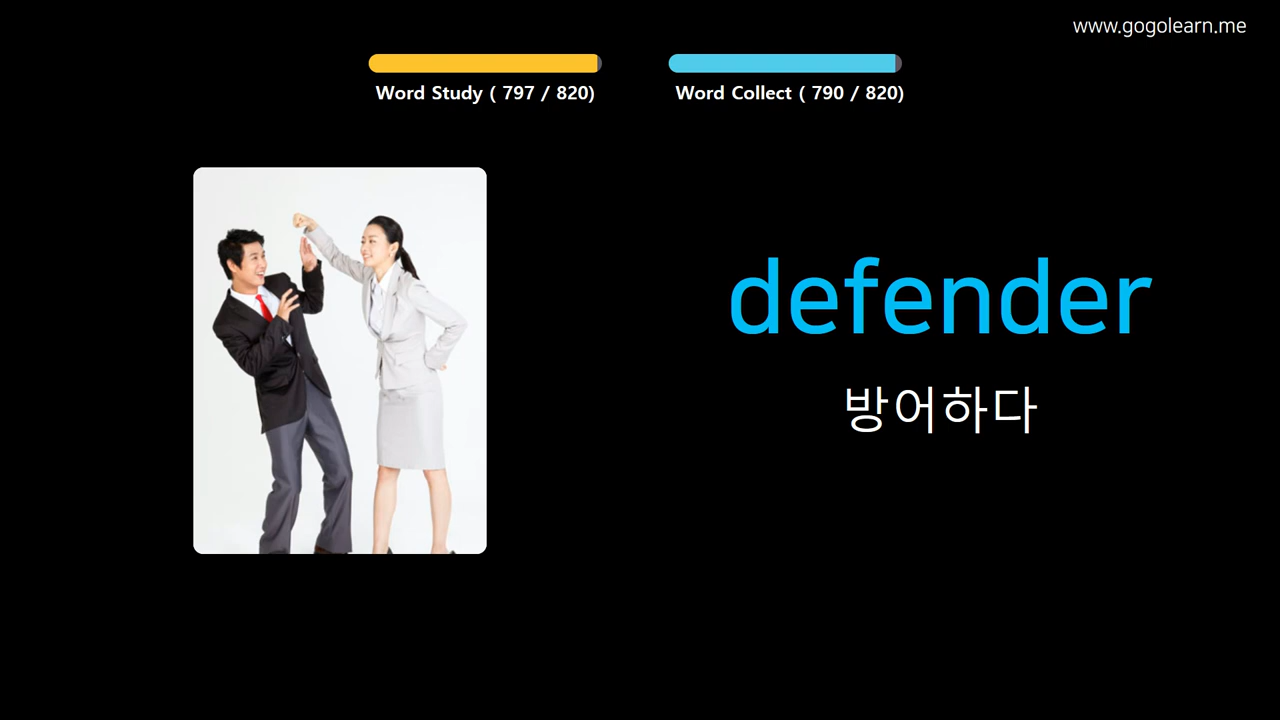 www.gogolearn.me
Word Study ( 797 / 820)
Word Collect ( 790 / 820)
defender
방어하다